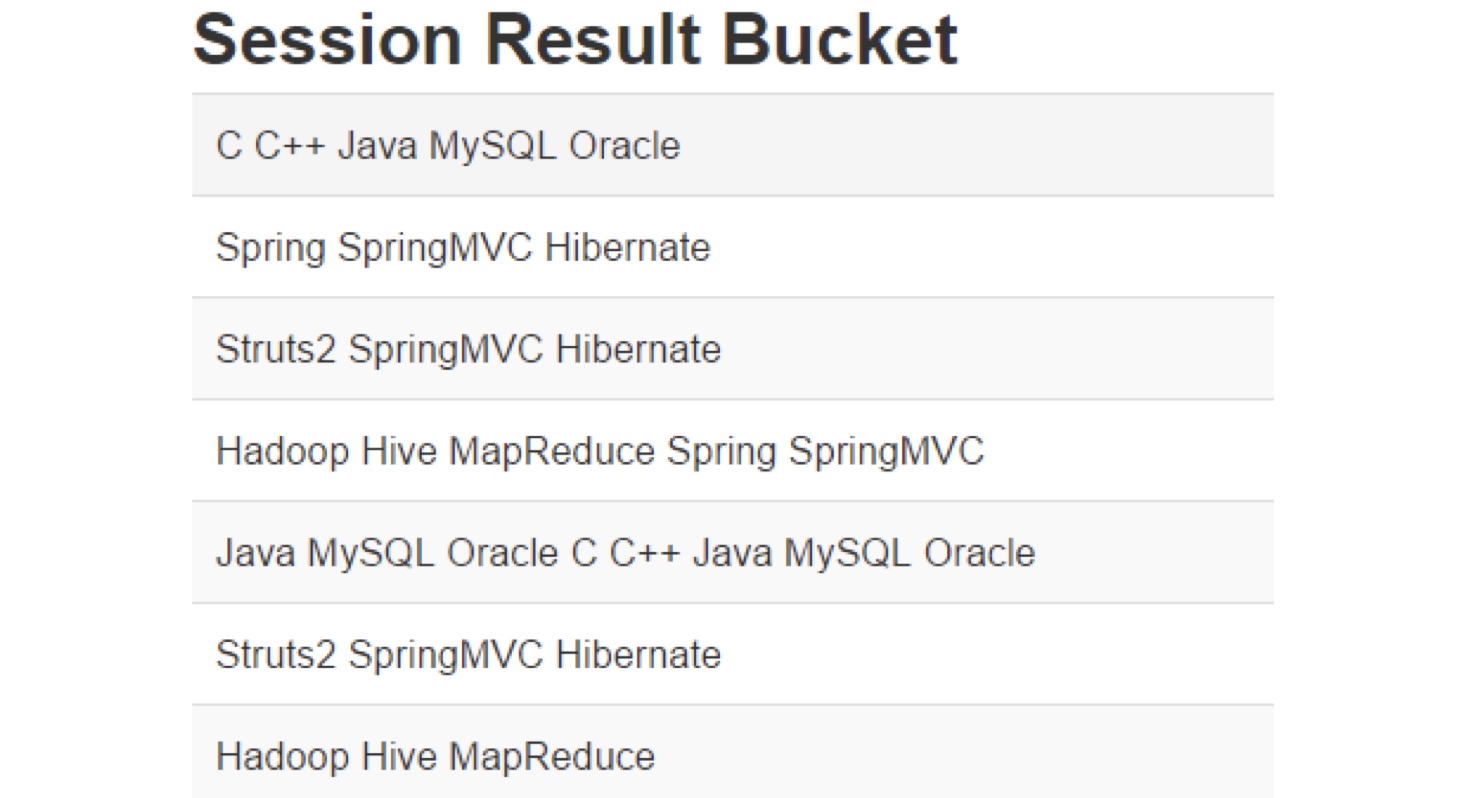 Session Result Bucket
C C++ Java MySQL Oracle
Spring SpringMVC Hibernate
Struts2 SpringMVC Hibernate
Hadoop Hive MapReduce Spring SpringMVC
Java MySQL Oracle C C++ Java MySQL Oracle
Struts2 SpringMVC Hibernate
Hadoop Hive MapReduce